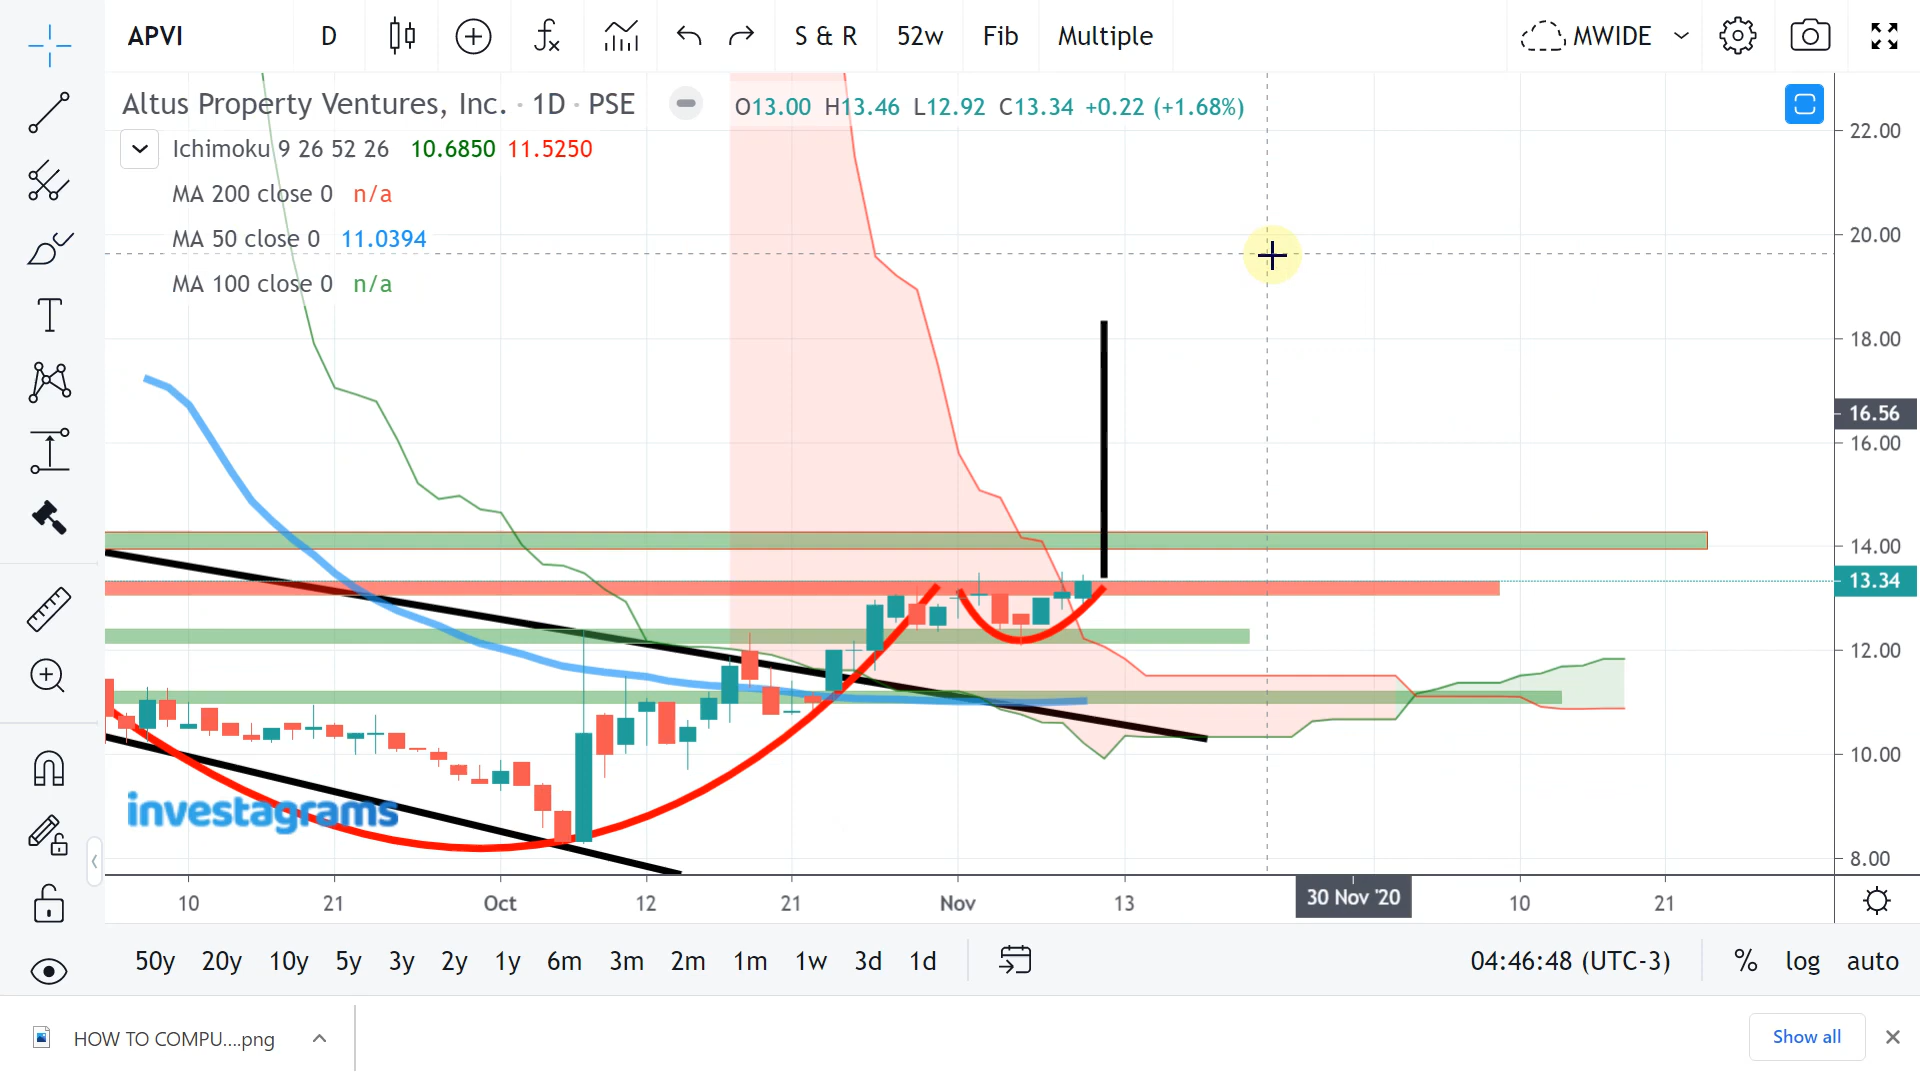 APVI D S & R 52w Fib Multiple MWIDE
Altus Property Ventures, Inc. · 1D · PSE O13.00 H13.46 L12.92 C13.34 +0.22 (+1.68%)
Ichimoku 9 26 52 26 10.6850 11.5250
MA 200 close 0 n/a
MA 50 close 0 11.0394
MA 100 close 0 n/a
22.00
20.00
18.00
16.56
16.00
14.00
13.34
12.00
10.00
8.00
investagrams
10 21 Oct 12 21 Nov 13 30 Nov '20 10 21
50y 20y 10y 5y 3y 2y 1y 6m 3m 2m 1m 1w 3d 1d 04:46:48 (UTC-3) % log auto
HOW TO COMPU....png Show all